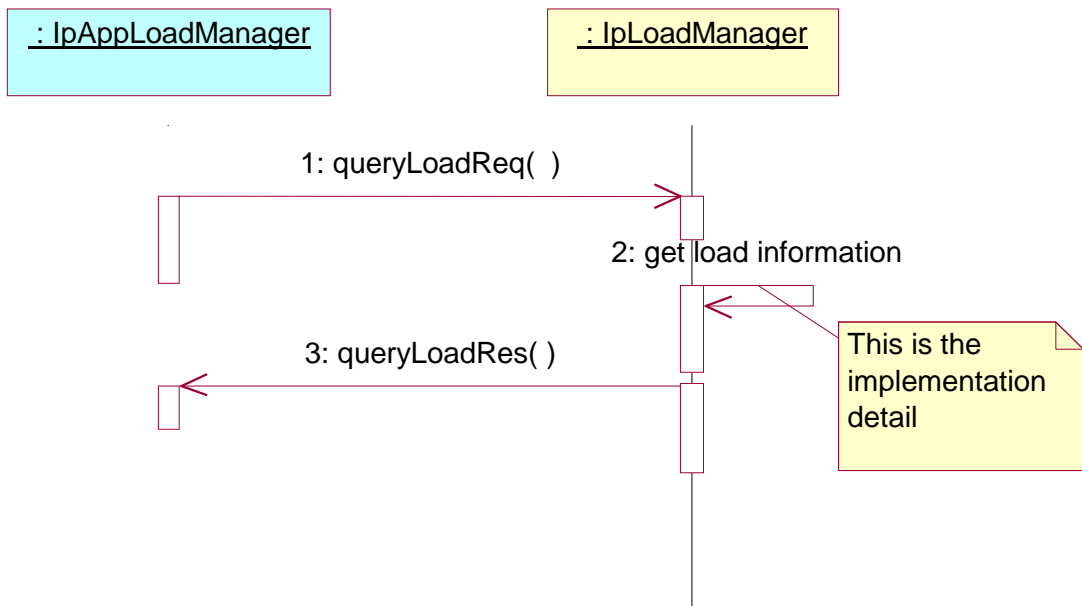 : IpAppLoadManager
: IpLoadManager
1: queryLoadReq(  )
2: get load information
3: queryLoadRes( )
This is the
implementation
detail